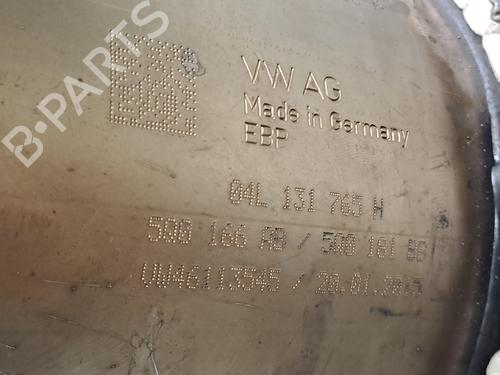 B-PARTS
VW AG
Made in Germany
EBP
04L 131 765 H
5Q0 166 AB / 5Q0 181 BD
VW46113545 / 20.01.2015